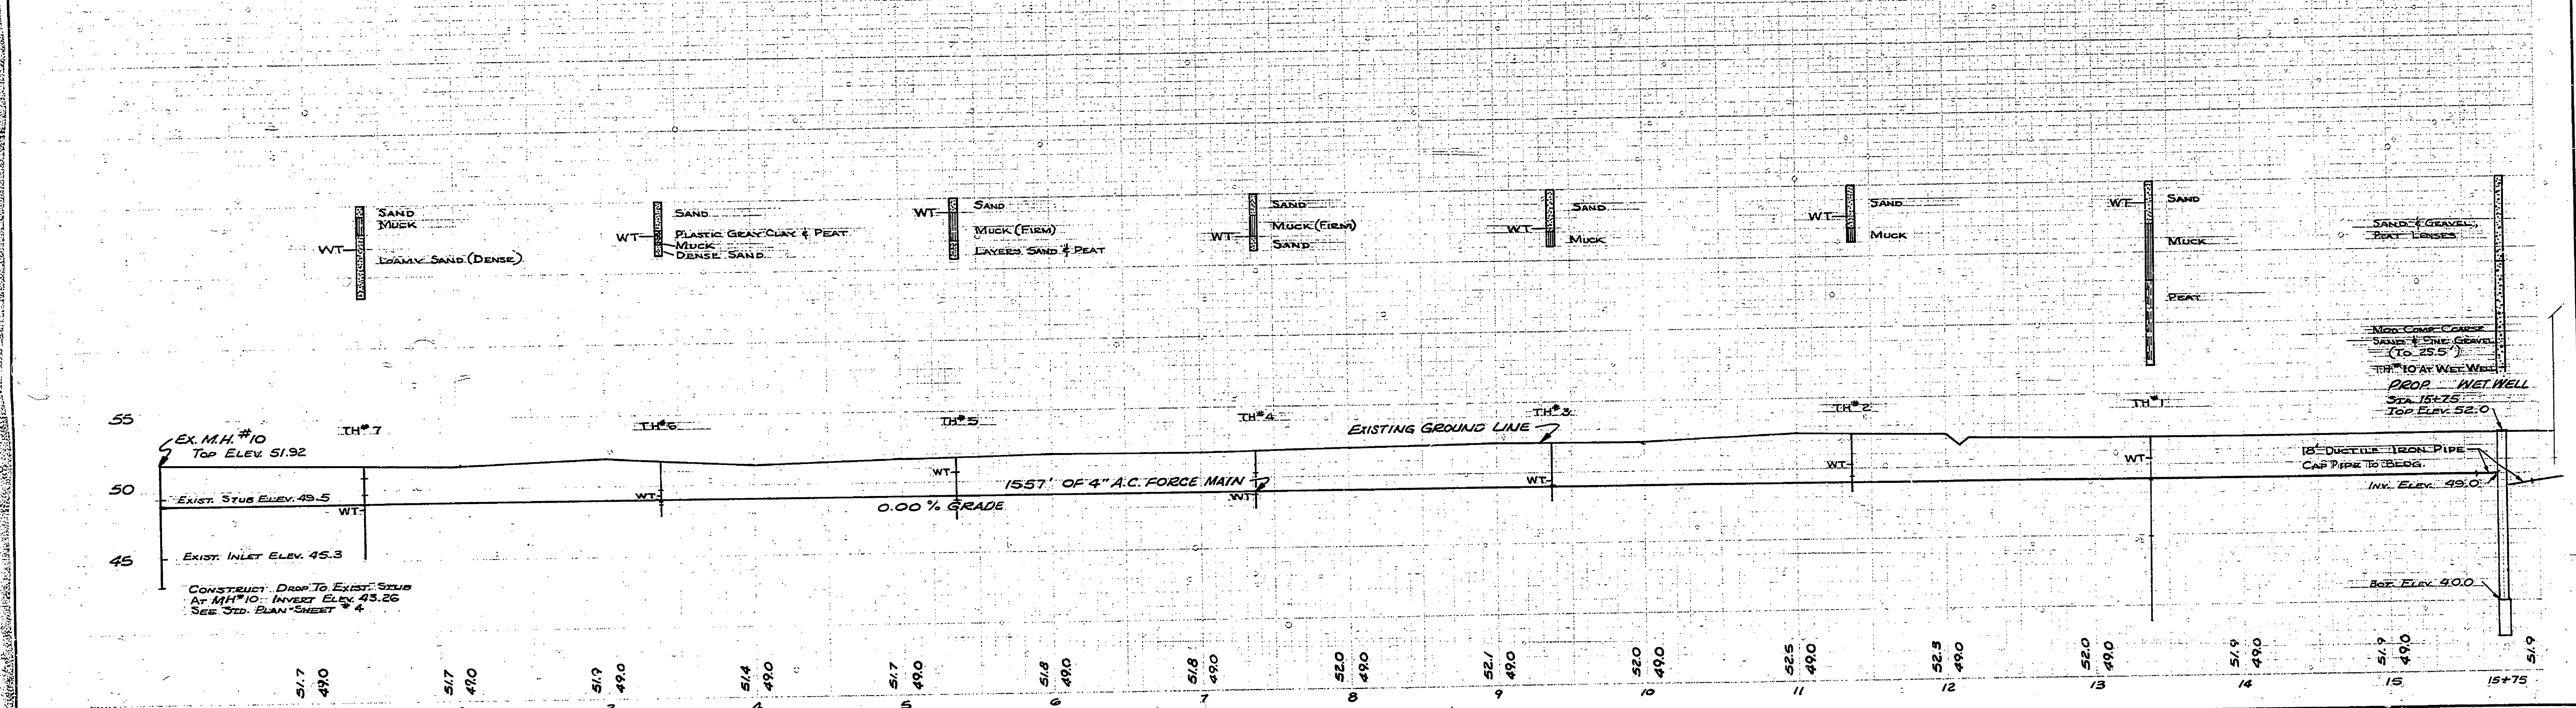 SAND
MUCK
WT
LOAMY SAND (DENSE)
SAND
WT
PLASTIC GRAY CLAY & PEAT
MUCK
DENSE SAND
WT
SAND
MUCK (FIRM)
LAYERS SAND & PEAT
SAND
MUCK (FIRM)
WT
SAND
SAND
WT
MUCK
SAND
WT
MUCK
WT
SAND
MUCK
PEAT
SAND & GRAVEL,
PEAT LENSES
MOD COMP COARSE
SAND & FINE GRAVEL
(TO 25.5')
TH#10 AT WET WELL
PROP. WET WELL
STA. 15+75
TOP ELEV. 52.0
55
50
45
EX. M.H. #10
TOP ELEV. 51.92
TH#7
TH#6
TH#5
TH#4
TH#3
TH#2
TH#1
EXISTING GROUND LINE
EXIST. STUB ELEV. 49.5
WT
WT
WT
1557' OF 4" A.C. FORCE MAIN
WT
0.00 % GRADE
WT
WT
WT
18' DUCTILE IRON PIPE
CAP PIPE TO BLDG.
INV. ELEV. 49.0
EXIST. INLET ELEV. 45.3
CONSTRUCT DROP TO EXIST. STUB
AT MH#10. INVERT ELEV. 43.26
SEE STD. PLAN SHEET #4
BOT. ELEV. 40.0
51.7
49.0
51.7
49.0
51.9
49.0
51.4
49.0
51.7
49.0
51.8
49.0
51.8
49.0
52.0
49.0
52.1
49.0
52.0
49.0
52.5
49.0
52.3
49.0
52.0
49.0
51.9
49.0
51.9
49.0
51.9
5
6
7
8
9
10
11
12
13
14
15
15+75